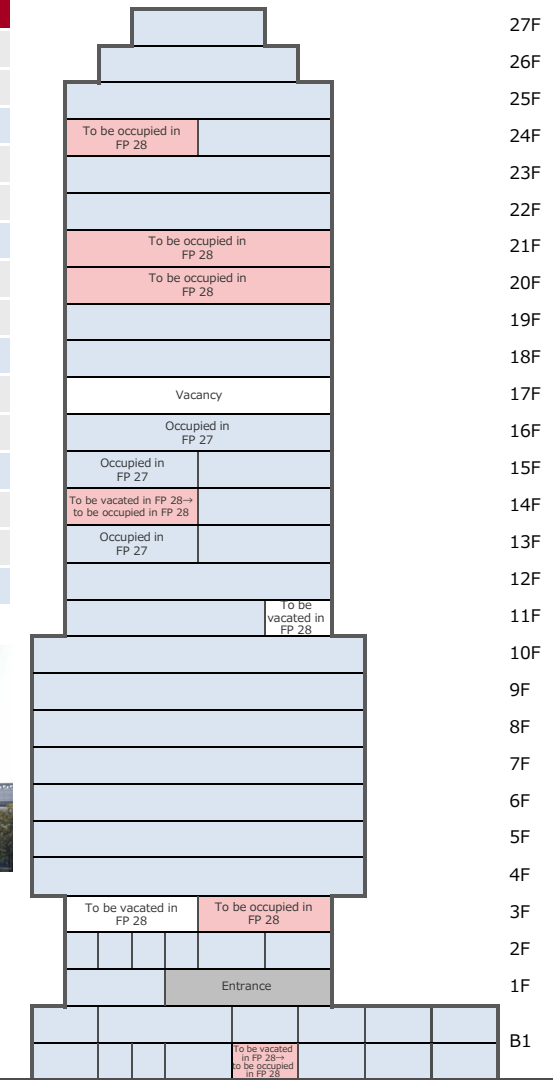 27F
26F
25F
To be occupied in
FP 28
24F
23F
22F
To be occupied in
FP 28
21F
To be occupied in
FP 28
20F
19F
18F
Vacancy
17F
Occupied in
FP 27
16F
Occupied in
FP 27
15F
To be vacated in FP 28→
to be occupied in FP 28
14F
Occupied in
FP 27
13F
12F
To be
vacated in
FP 28
11F
10F
9F
8F
7F
6F
5F
4F
To be vacated in
FP 28
To be occupied in
FP 28
3F
2F
Entrance
1F
B1
To be vacated
in FP 28→
to be occupied
in FP 28